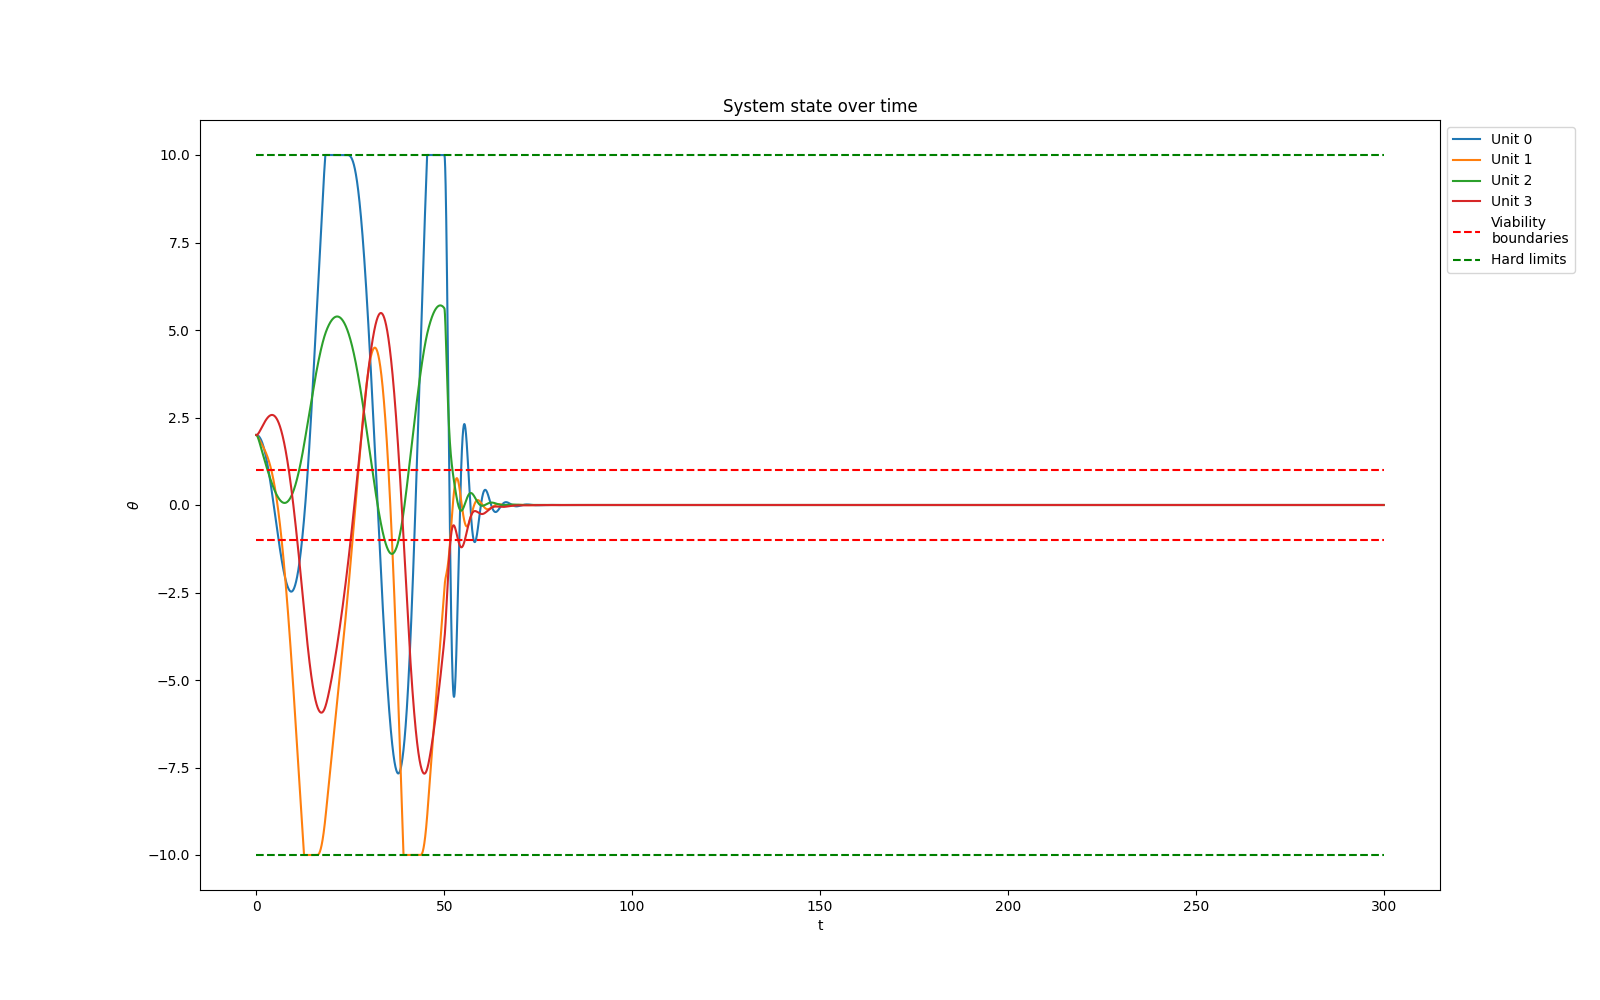 System state over time
10.0
7.5
5.0
2.5
0.0
−2.5
−5.0
−7.5
−10.0
θ
0
50
100
150
200
250
300
t
Unit 0
Unit 1
Unit 2
Unit 3
Viability
boundaries
Hard limits